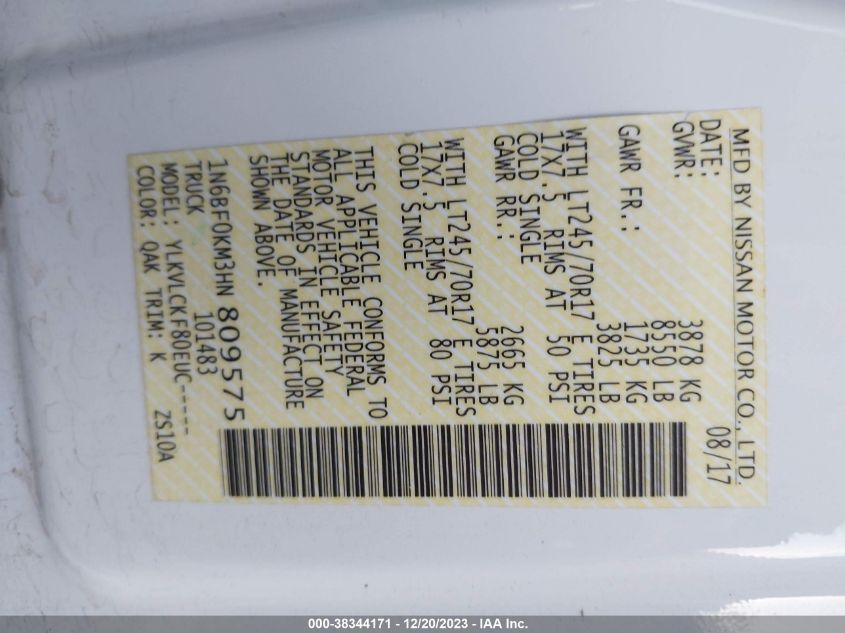 MFD BY NISSAN MOTOR CO., LTD.
DATE: 08/17
GVWR: 3878 KG
8550 LB
GAWR FR.: 1735 KG
3825 LB
WITH LT245/70R17 E TIRES
17X7.5 RIMS AT 50 PSI
COLD SINGLE
GAWR RR.: 2665 KG
5875 LB
WITH LT245/70R17 E TIRES
17X7.5 RIMS AT 80 PSI
COLD SINGLE
THIS VEHICLE CONFORMS TO
ALL APPLICABLE FEDERAL
MOTOR VEHICLE SAFETY
STANDARDS IN EFFECT ON
THE DATE OF MANUFACTURE
SHOWN ABOVE.
1N6BF0KM3HN 809575
TRUCK 101483
MODEL: YLKVLCKF80EUC-----
COLOR: QAK TRIM: K 2S10A
000-38344171 - 12/20/2023 - IAA Inc.